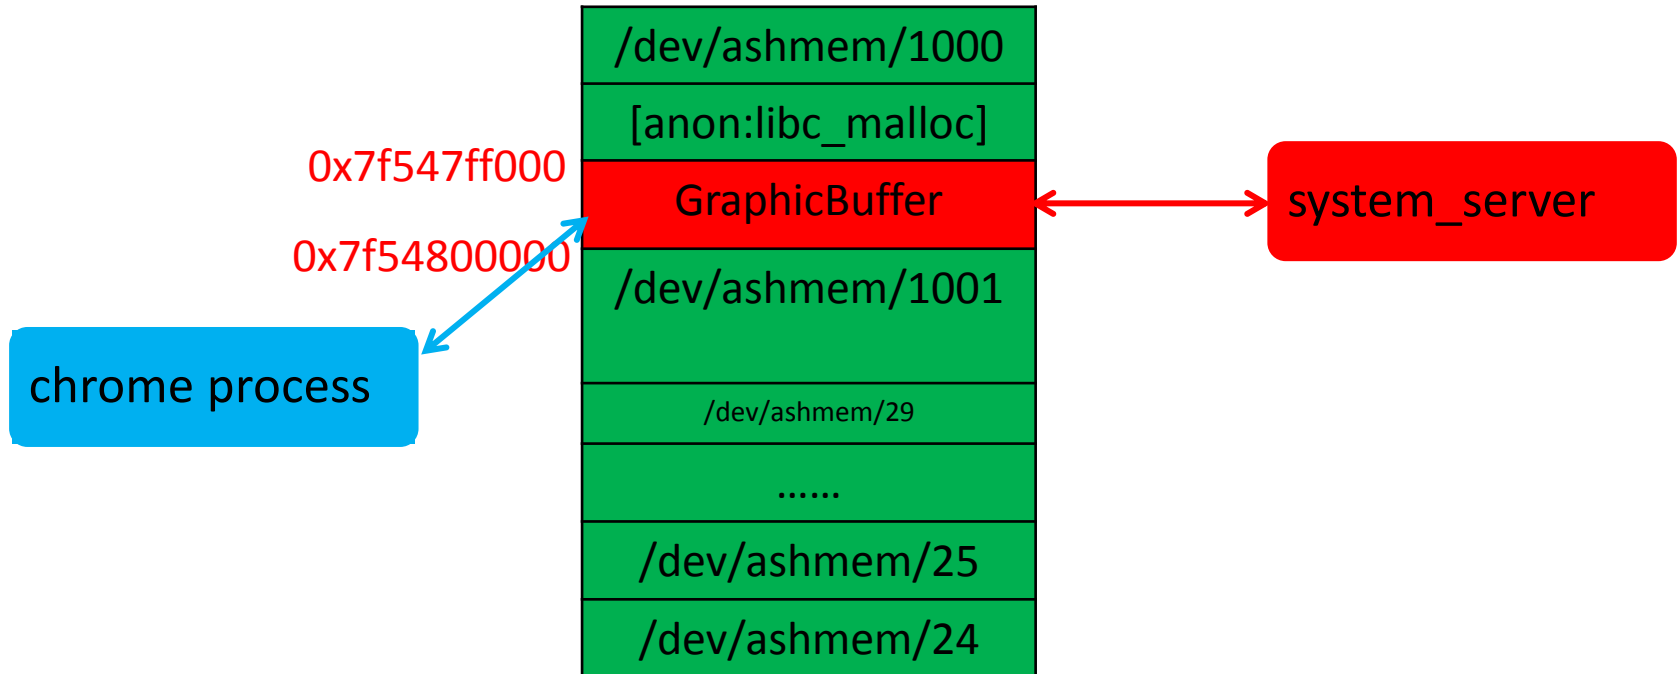 /dev/ashmem/1000
[anon:libc_malloc]
0x7f547ff000
GraphicBuffer
system_server
0x7f54800000
/dev/ashmem/1001
chrome process
/dev/ashmem/29
......
/dev/ashmem/25
/dev/ashmem/24